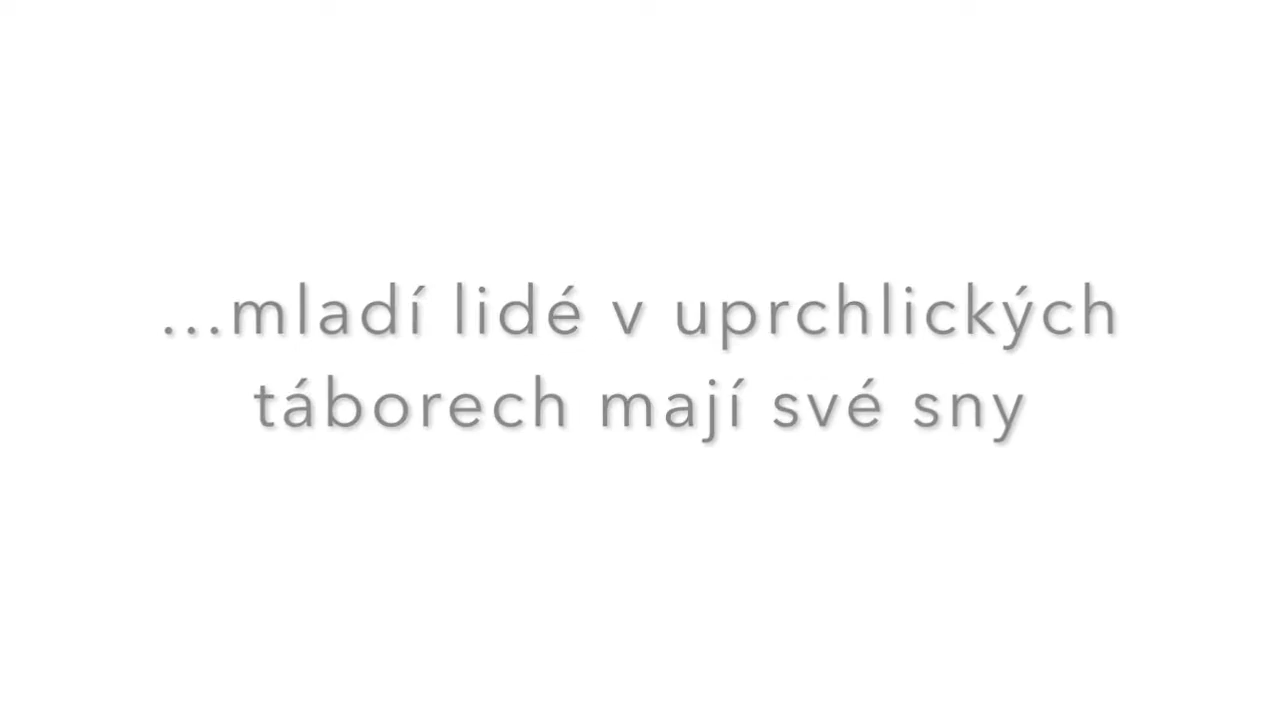 ...mladí lidé v uprchlických
táborech mají své sny